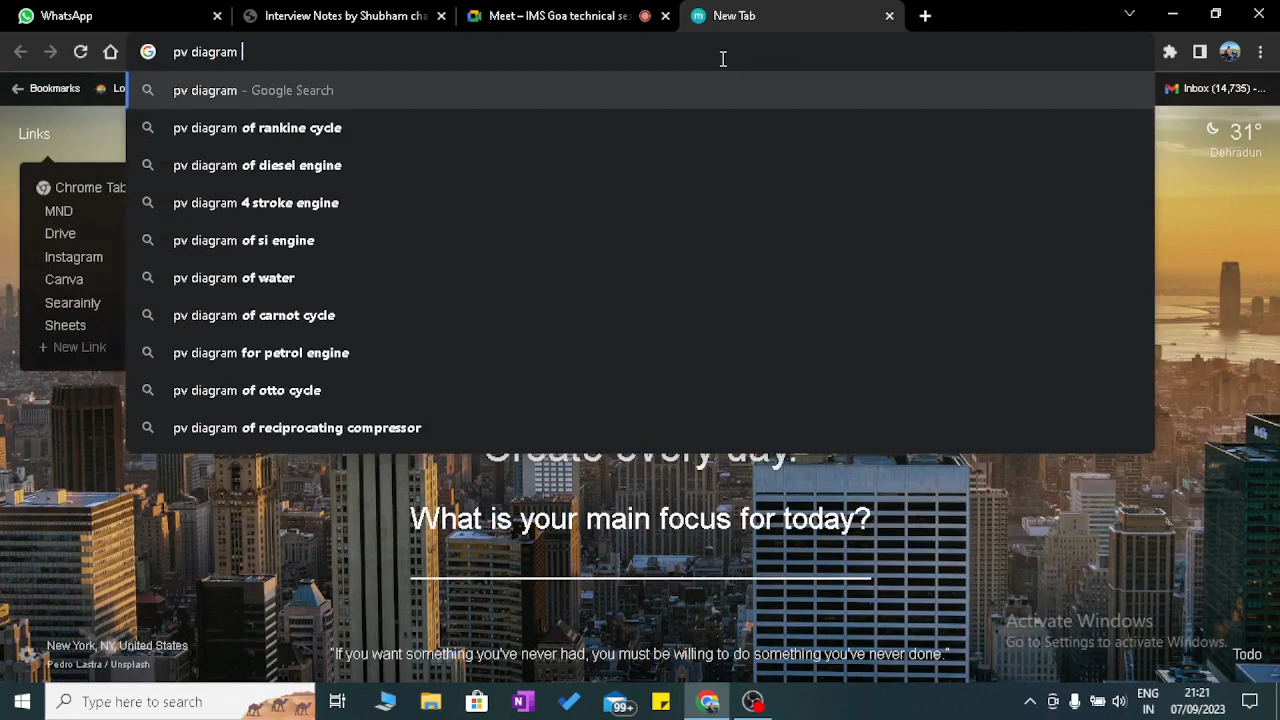 WhatsApp
Interview Notes by Shubham cha
Meet – IMS Goa technical ses
New Tab
pv diagram
Bookmarks
Lo
Inbox (14,735) -...
pv diagram - Google Search
pv diagram of rankine cycle
pv diagram of diesel engine
pv diagram 4 stroke engine
pv diagram of si engine
pv diagram of water
pv diagram of carnot cycle
pv diagram for petrol engine
pv diagram of otto cycle
pv diagram of reciprocating compressor
Links
31°
Dehradun
Chrome Tab
MND
Drive
Instagram
Canva
Searainly
Sheets
+ New Link
Create every day.
What is your main focus for today?
Activate Windows
Go to Settings to activate Windows.
New York, NY, United States
Pedro Lastra / Unsplash
"If you want something you've never had, you must be willing to do something you've never done."
Todo
Type here to search
99+
ENG
IN
21:21
07/09/2023